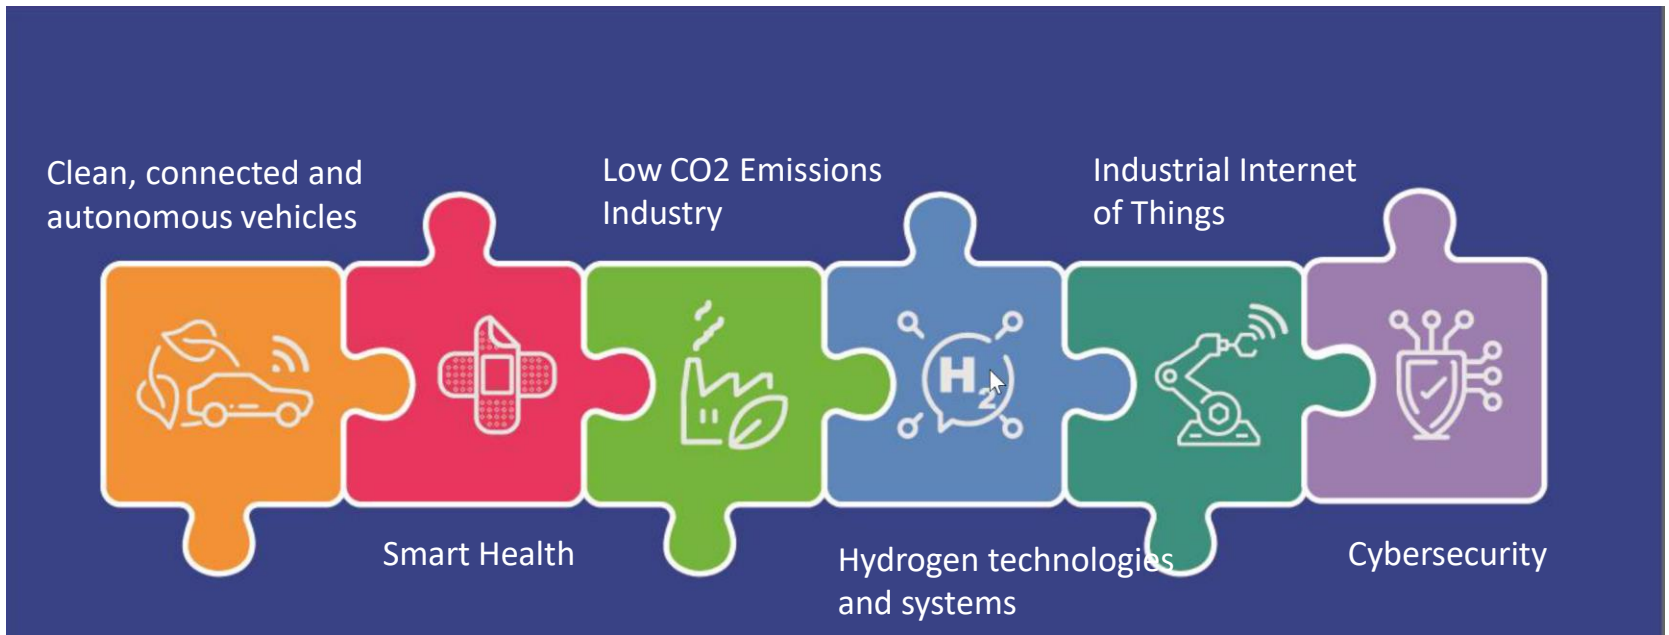 Clean, connected and
autonomous vehicles
Low CO2 Emissions
Industry
Industrial Internet
of Things
H2
Smart Health
Hydrogen technologies
and systems
Cybersecurity